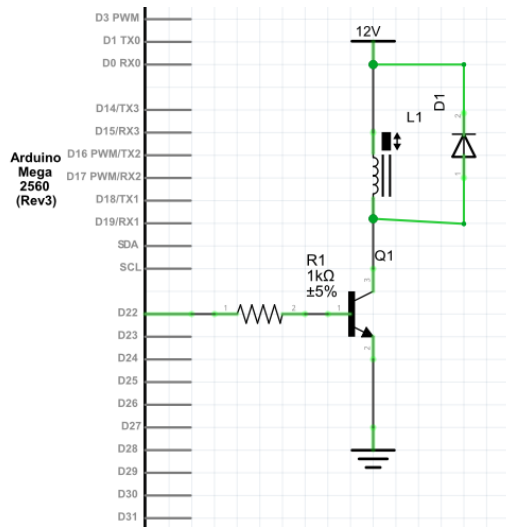 D3 PWM
D1 TX0
D0 RX0
D14/TX3
D15/RX3
D16 PWM/TX2
D17 PWM/RX2
D18/TX1
D19/RX1
SDA
SCL
D22
D23
D24
D25
D26
D27
D28
D29
D30
D31
Arduino
Mega
2560
(Rev3)
12V
L1
D1
2
1
Q1
3
1
2
R1
1kΩ
±5%
1
2